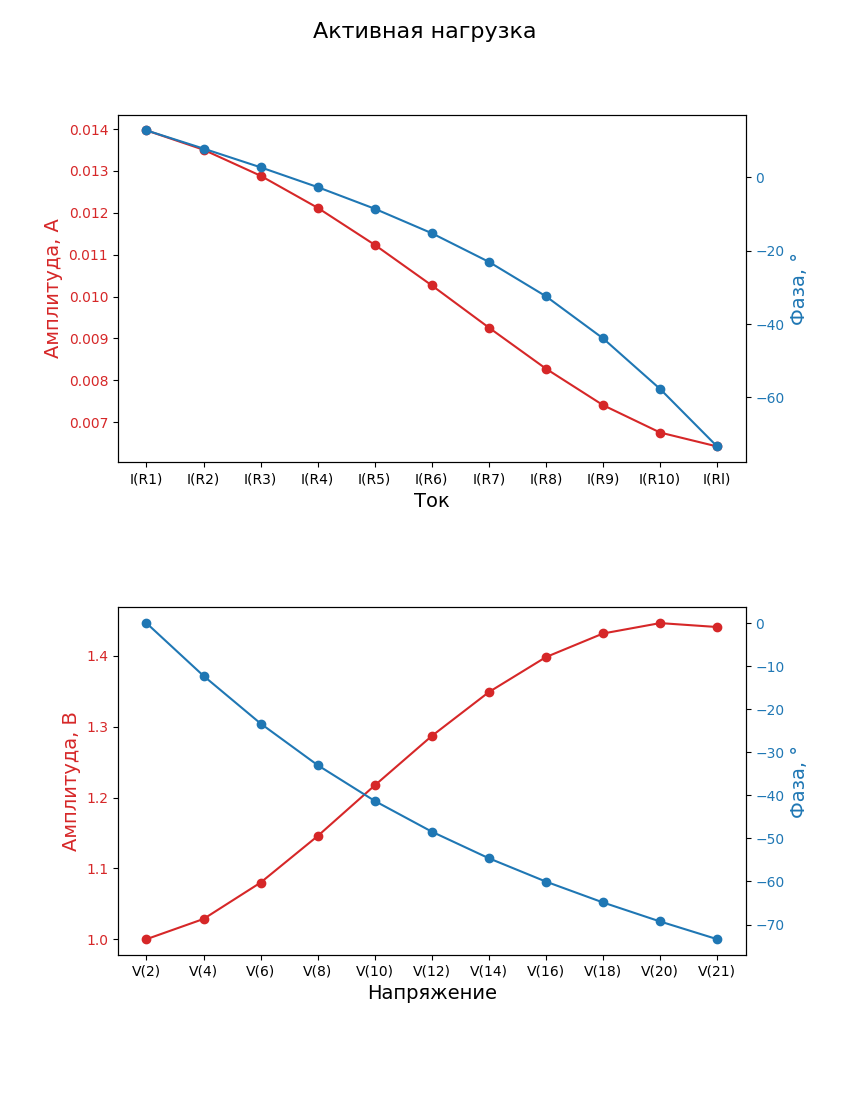 Активная нагрузка
Амплитуда, А
0.014
0.013
0.012
0.011
0.010
0.009
0.008
0.007
0
−20
−40
−60
Фаза, °
I(R1) I(R2) I(R3) I(R4) I(R5) I(R6) I(R7) I(R8) I(R9) I(R10) I(Rl)
Ток
Амплитуда, В
1.4
1.3
1.2
1.1
1.0
0
−10
−20
−30
−40
−50
−60
−70
Фаза, °
V(2) V(4) V(6) V(8) V(10) V(12) V(14) V(16) V(18) V(20) V(21)
Напряжение